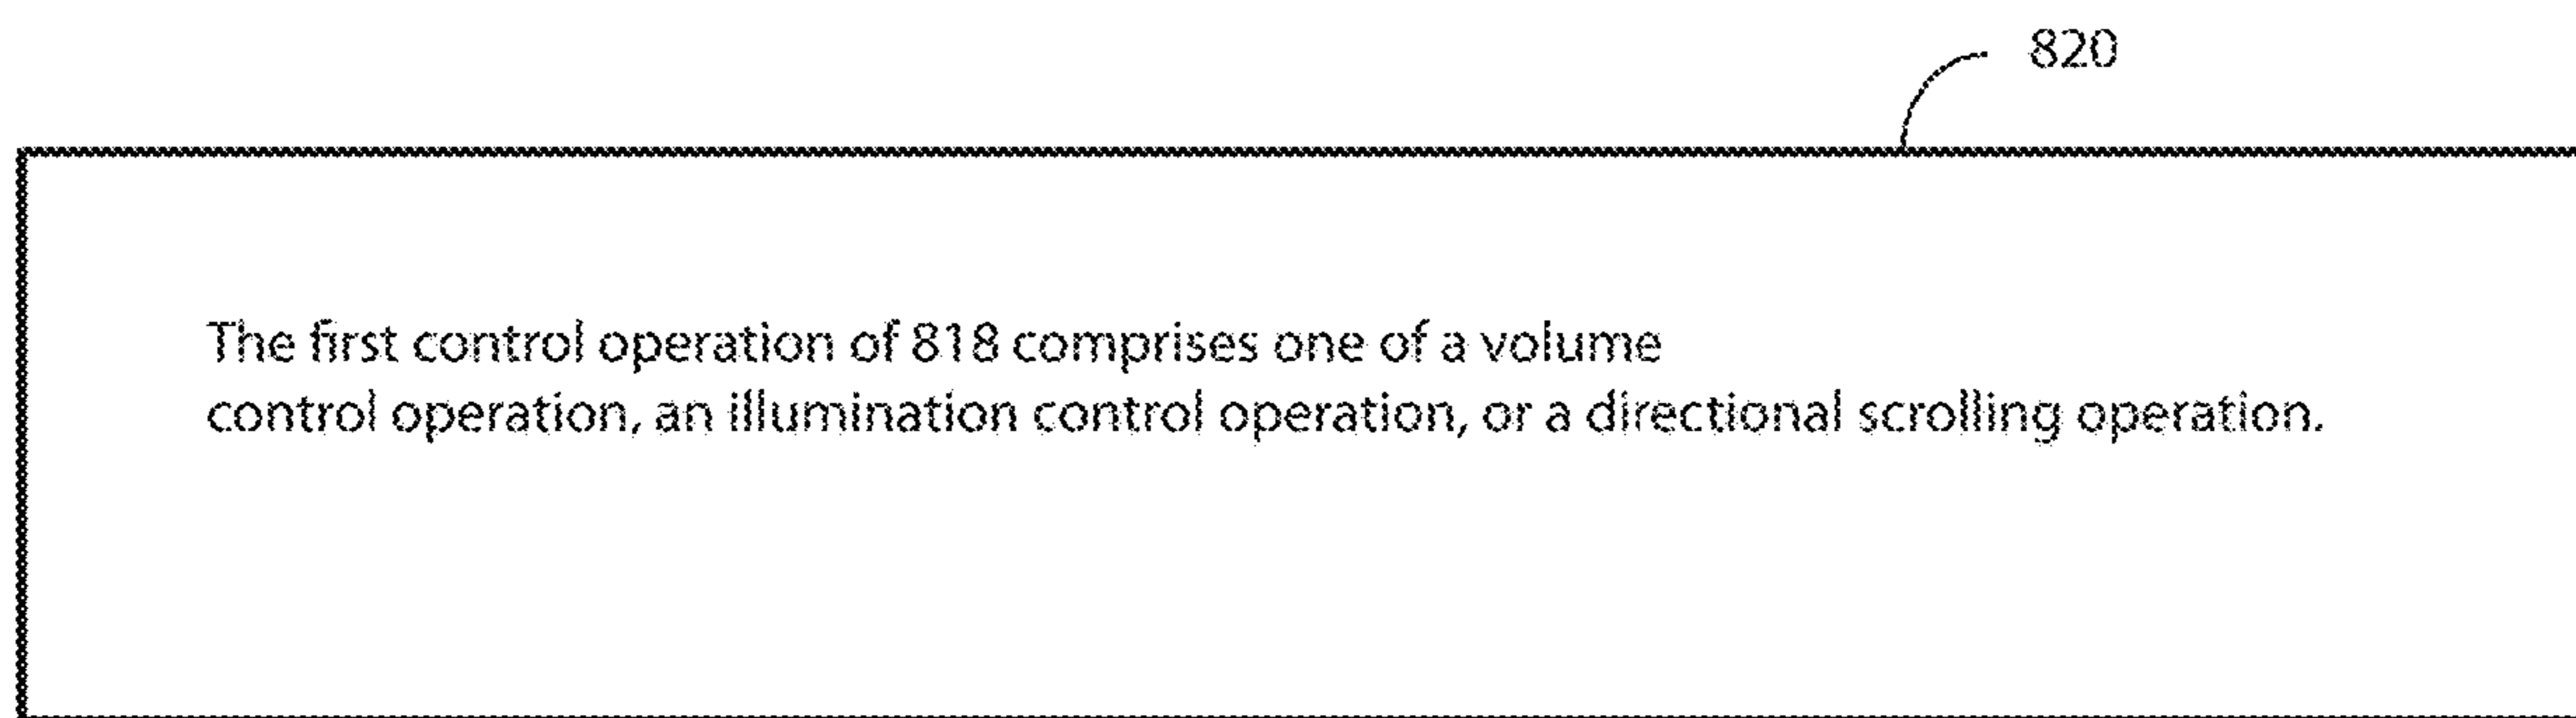 820
The first control operation of 818 comprises one of a volume
control operation, an illumination control operation, or a directional scrolling operation.